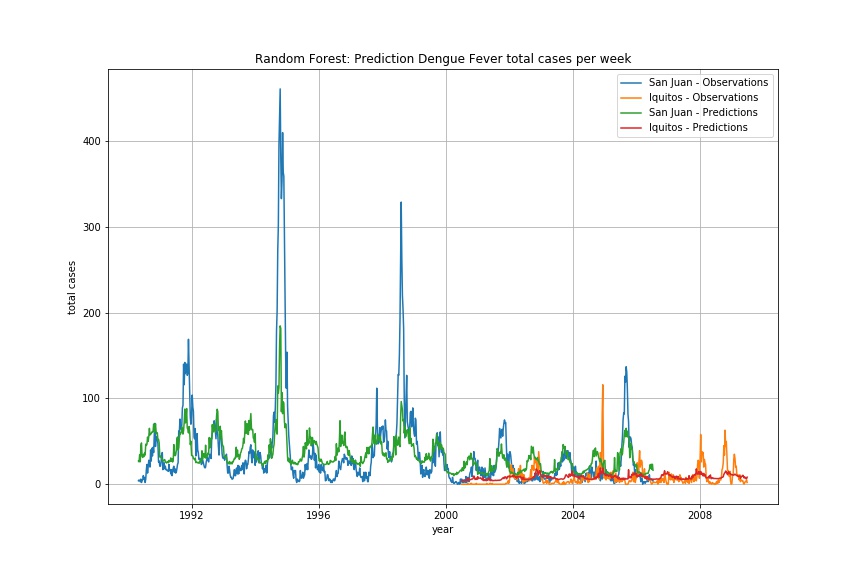 Random Forest: Prediction Dengue Fever total cases per week
San Juan - Observations
Iquitos - Observations
San Juan - Predictions
Iquitos - Predictions
total cases
400
300
200
100
0
1992 1996 2000 2004 2008
year